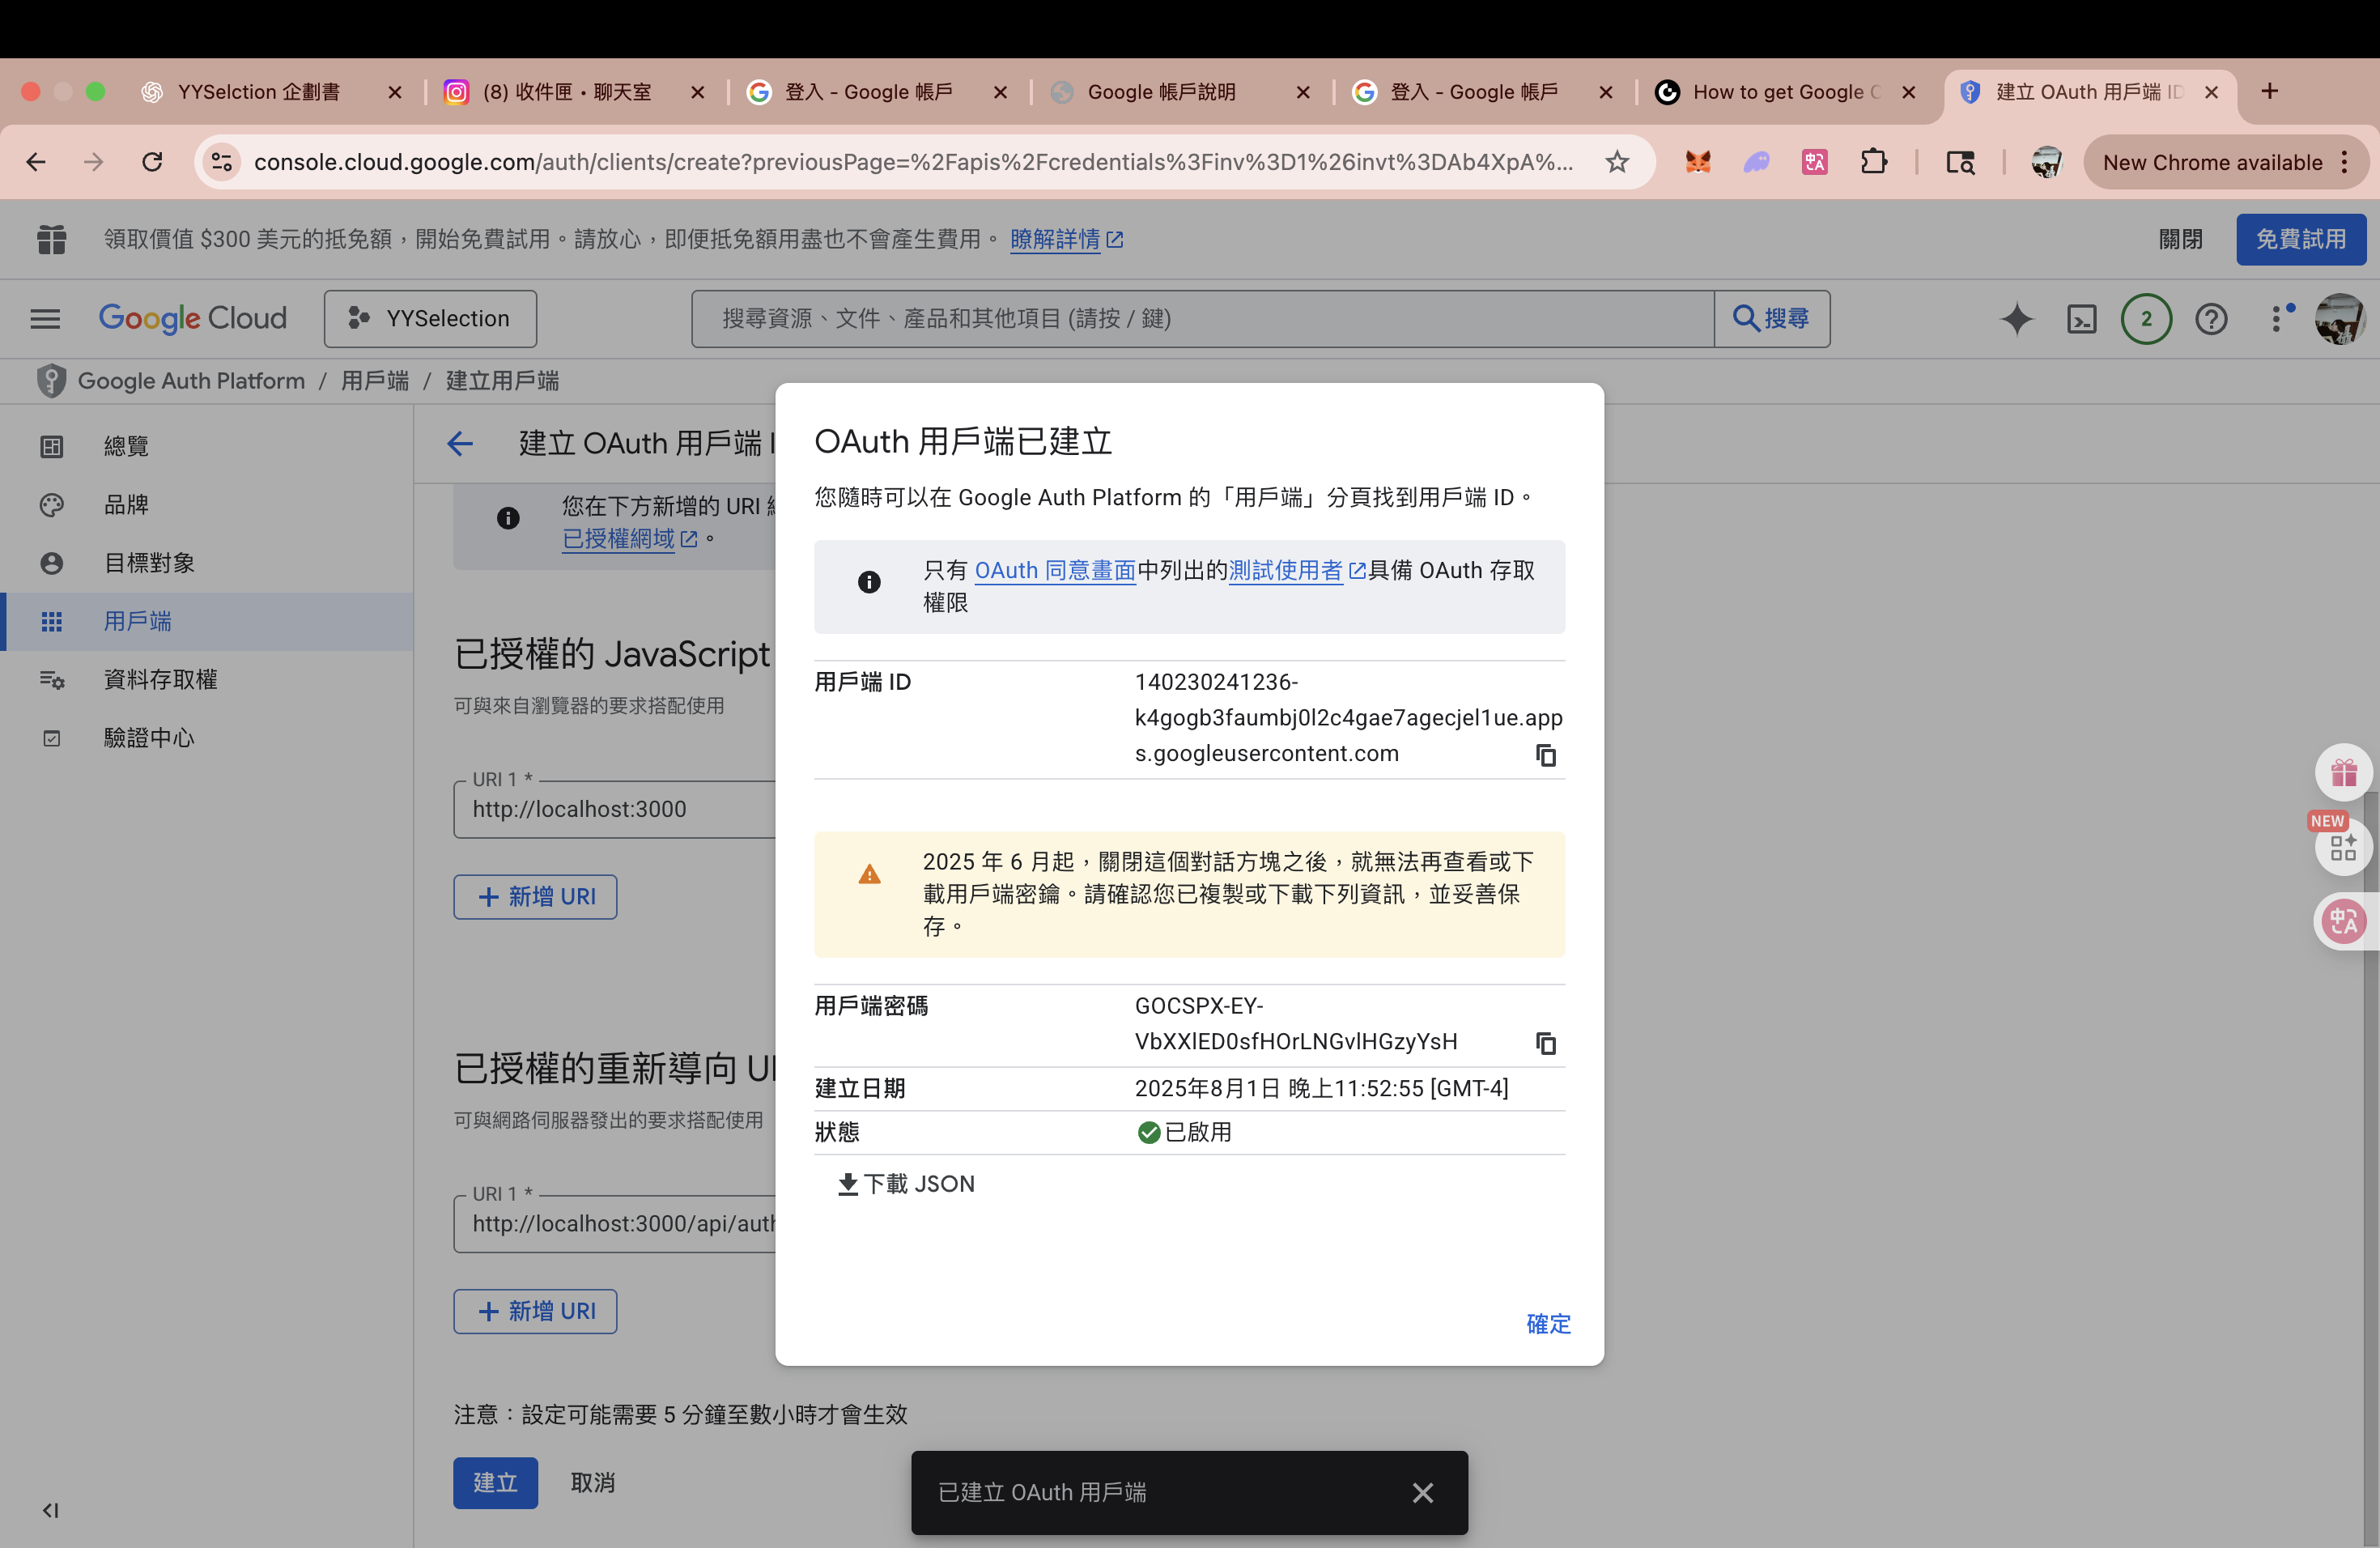 YYSelction 企劃書
(8) 收件匣 • 聊天室
登入 - Google 帳戶
Google 帳戶說明
登入 - Google 帳戶
How to get Google C
建立 OAuth 用戶端 ID
console.cloud.google.com/auth/clients/create?previousPage=%2Fapis%2Fcredentials%3Finv%3D1%26invt%3DAb4XpA%...
New Chrome available
領取價值 $300 美元的抵免額，開始免費試用。請放心，即便抵免額用盡也不會產生費用。 瞭解詳情
關閉
免費試用
Google Cloud
YYSelection
搜尋資源、文件、產品和其他項目 (請按 / 鍵)
搜尋
2
Google Auth Platform / 用戶端 / 建立用戶端
總覽
品牌
目標對象
用戶端
資料存取權
驗證中心
建立 OAuth 用戶端 I
您在下方新增的 URI
已授權網域。
已授權的 JavaScript
可與來自瀏覽器的要求搭配使用
URI 1 *
http://localhost:3000
新增 URI
已授權的重新導向 UI
可與網路伺服器發出的要求搭配使用
URI 1 *
http://localhost:3000/api/auth
新增 URI
注意：設定可能需要 5 分鐘至數小時才會生效
建立
取消
OAuth 用戶端已建立
您隨時可以在 Google Auth Platform 的「用戶端」分頁找到用戶端 ID。
只有 OAuth 同意畫面中列出的測試使用者具備 OAuth 存取
權限
用戶端 ID
140230241236-
k4gogb3faumbj0l2c4gae7agecjel1ue.app
s.googleusercontent.com
2025 年 6 月起，關閉這個對話方塊之後，就無法再查看或下
載用戶端密鑰。請確認您已複製或下載下列資訊，並妥善保
存。
用戶端密碼
GOCSPX-EY-
VbXXlED0sfHOrLNGvlHGzyYsH
建立日期
2025年8月1日 晚上11:52:55 [GMT-4]
狀態
已啟用
下載 JSON
確定
已建立 OAuth 用戶端
NEW